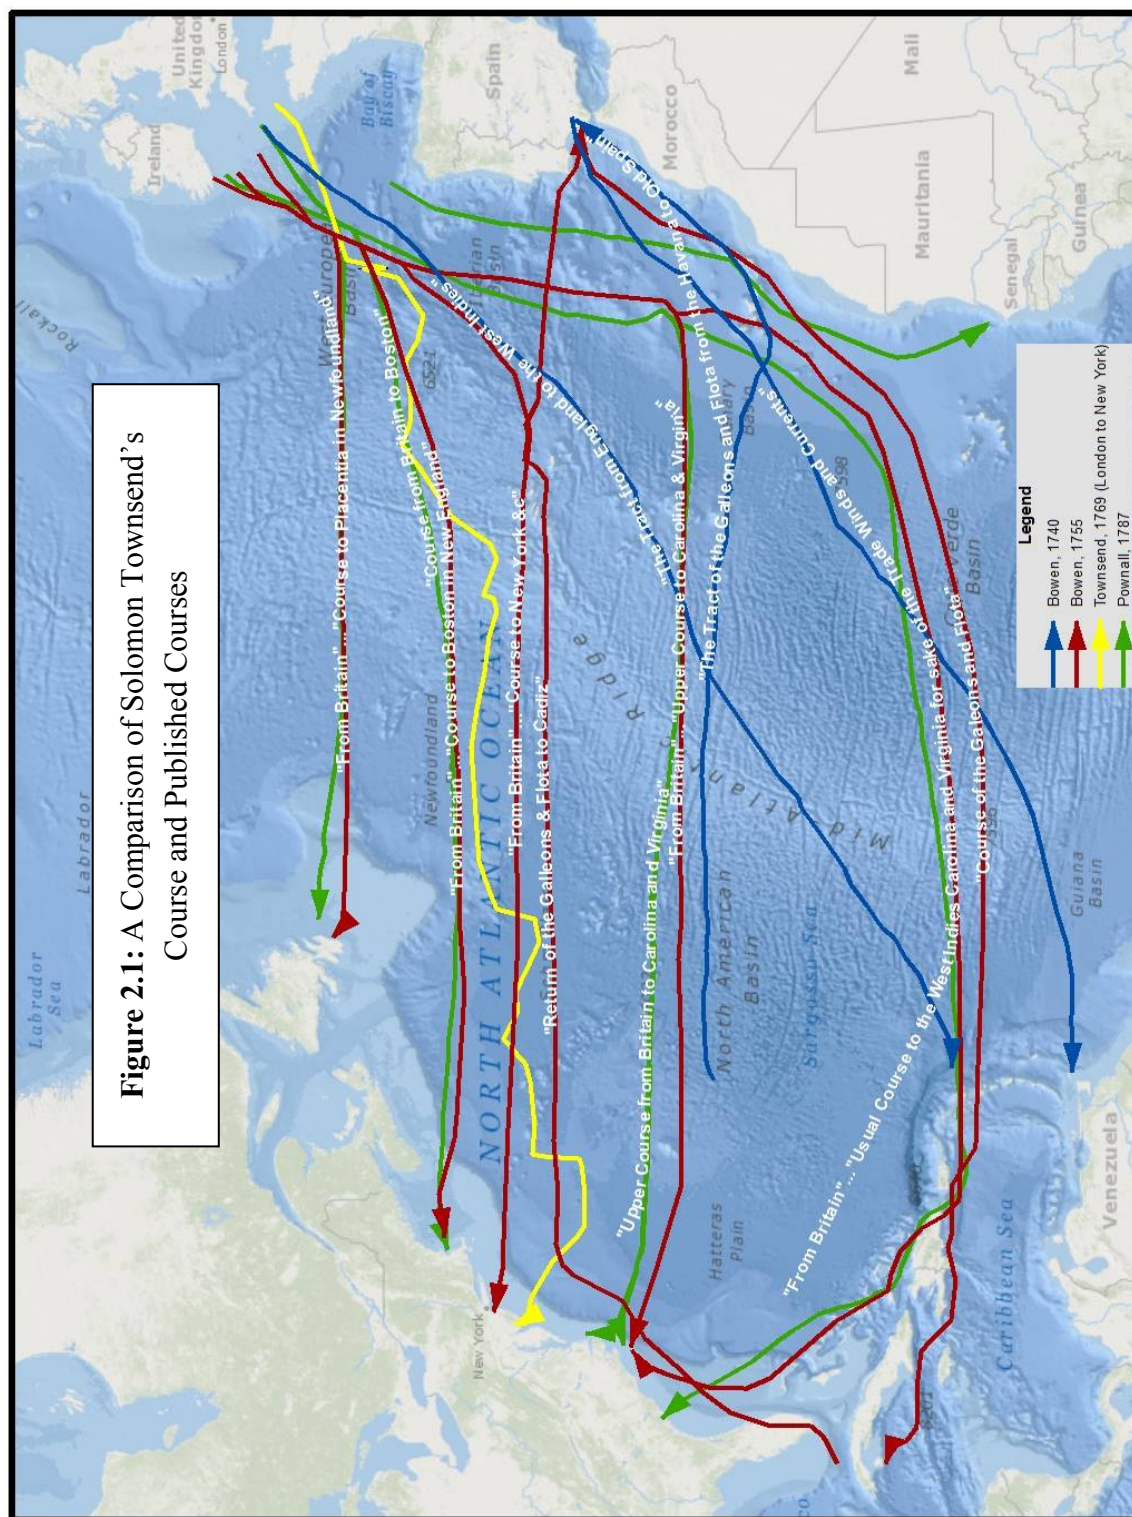 Figure 2.1: A Comparison of Solomon Townsend's
Course and Published Courses
Labrador
Sea
Labrador
Rockall
Ireland
United
Kingdom
London
Bay of
Biscay
Spain
Morocco
Mali
Mauritania
Senegal
Guinea
"From Britain"... "Course to Placentia in Newfoundland"
"Course from Britain to Boston"
"From Britain"... "Course to Boston in New England"
6521
Newfoundland
NORTH ATLANTIC OCEAN
"From Britain"... "Course to New York &c"
"Return of the Galleons & Flota to Cadiz"
"The Tract from England to the West Indies"
Mid-Atlantic Ridge
"Upper Course from Britain to Carolina and Virginia"
"From Britain"... "Upper Course to Carolina & Virginia"
"The Tract of the Galleons and Flota from the Havana to Old Spain"
North American
Basin
Sargasso Sea
Hatteras
Plain
"From Britain"... "Usual Course to the West Indies Carolina and Virginia for sake of the Trade Winds and Currents"
"Course of the Galeons and Flota"
Basin
Guiana
Basin
New York
Caribbean Sea
Venezuela
Legend
Bowen, 1740
Bowen, 1755
Townsend, 1769 (London to New York)
Pownall, 1787